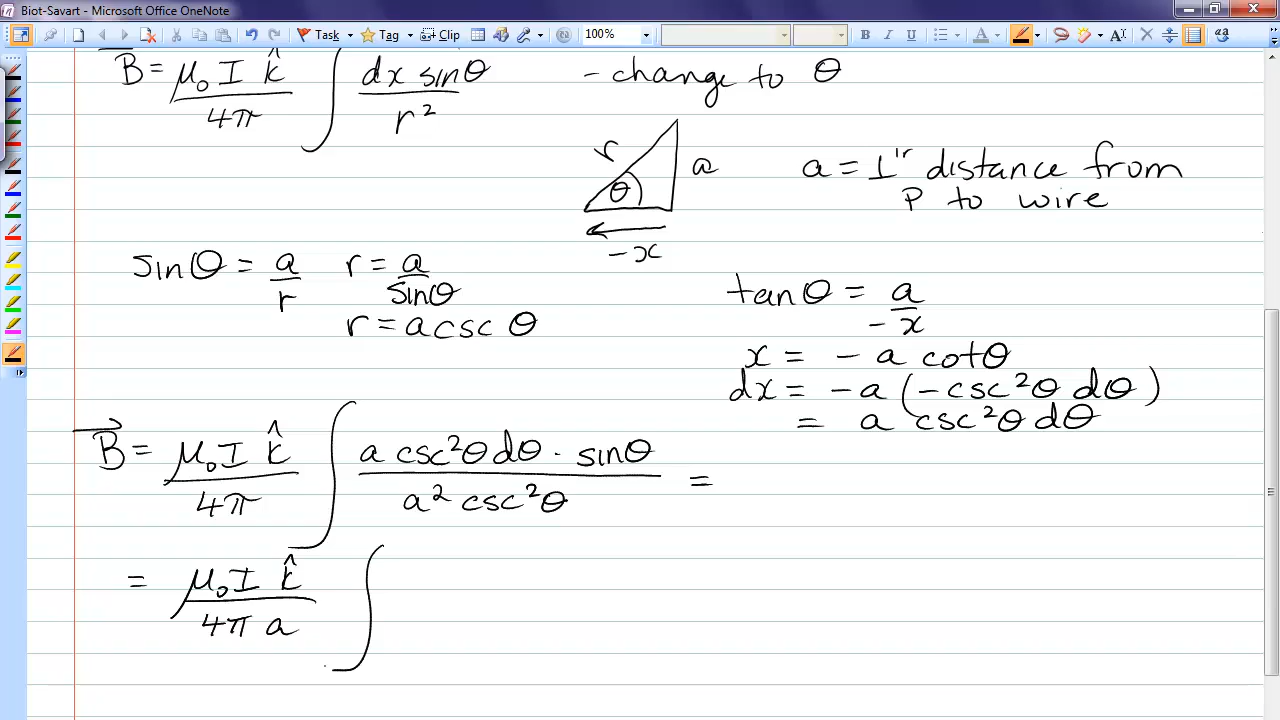 Biot-Savart - Microsoft Office OneNote
Task Tag Clip 100% B I U
B⃗ = μ₀ I k̂ / 4π ∫ dx sinθ / r² - change to θ
r a θ -x
a = ⊥ʳ distance from
P to wire
sinθ = a / r r = a / sinθ
r = a csc θ
tanθ = a / -x
x = - a cotθ
dx = - a (-csc²θ dθ)
= a csc²θ dθ
B⃗ = μ₀ I k̂ / 4π ∫ a csc²θ dθ · sinθ / a² csc²θ =
= μ₀ I k̂ / 4π a ∫